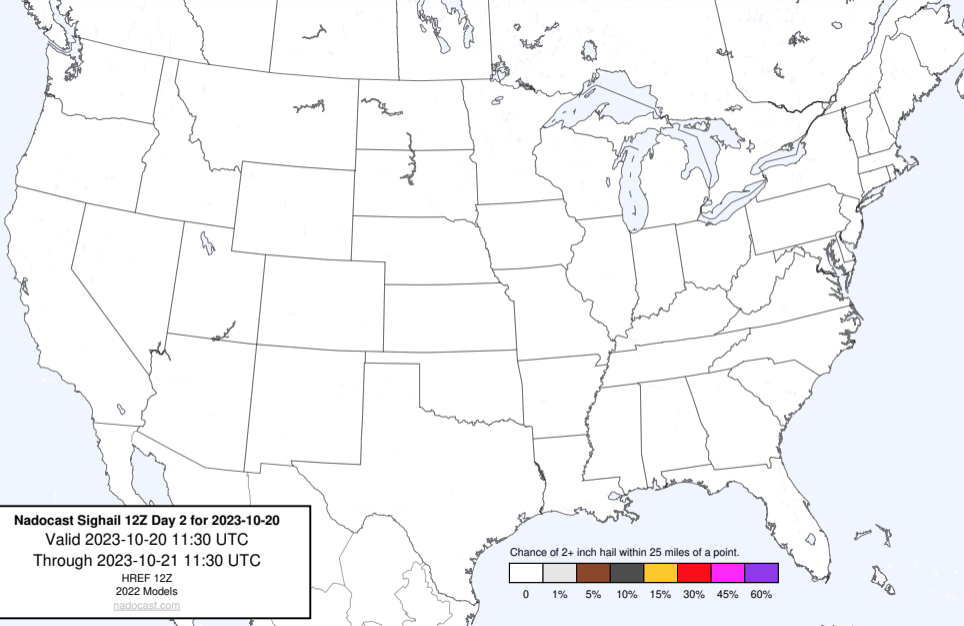 Nadocast Sighail 12Z Day 2 for 2023-10-20
Valid 2023-10-20 11:30 UTC
Through 2023-10-21 11:30 UTC
HREF 12Z
2022 Models
nadocast.com
Chance of 2+ inch hail within 25 miles of a point.
0 1% 5% 10% 15% 30% 45% 60%